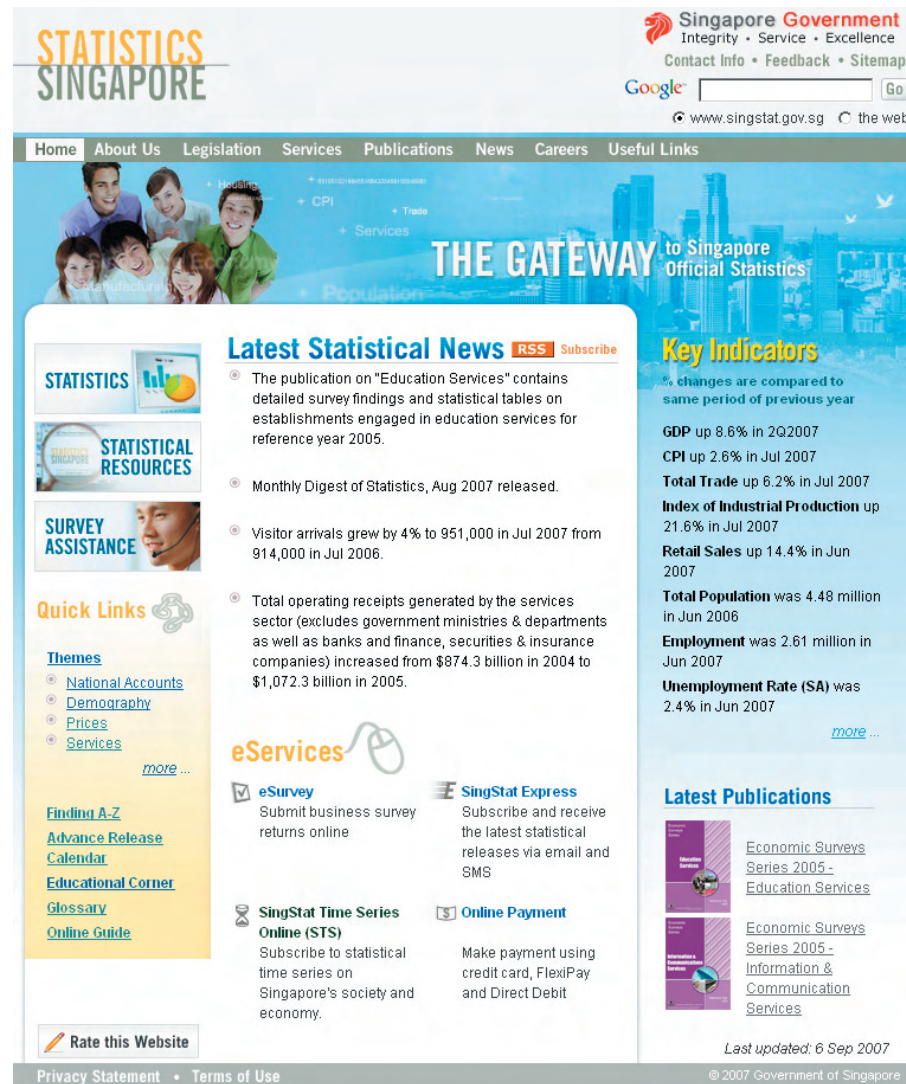 STATISTICS
SINGAPORE
Singapore Government
Integrity • Service • Excellence
Contact Info • Feedback • Sitemap
Google
Go
www.singstat.gov.sg the web
Home About Us Legislation Services Publications News Careers Useful Links
+ Housing
+ CPI
+ Trade
+ Services
Manufacturing
+ Population
THE GATEWAY to Singapore
Official Statistics
STATISTICS
STATISTICS
SINGAPORE
STATISTICAL
RESOURCES
SURVEY
ASSISTANCE
Quick Links
Themes
National Accounts
Demography
Prices
Services
more ...
Finding A-Z
Advance Release
Calendar
Educational Corner
Glossary
Online Guide
Rate this Website
Latest Statistical News RSS Subscribe
The publication on "Education Services" contains
detailed survey findings and statistical tables on
establishments engaged in education services for
reference year 2005.
Monthly Digest of Statistics, Aug 2007 released.
Visitor arrivals grew by 4% to 951,000 in Jul 2007 from
914,000 in Jul 2006.
Total operating receipts generated by the services
sector (excludes government ministries & departments
as well as banks and finance, securities & insurance
companies) increased from $874.3 billion in 2004 to
$1,072.3 billion in 2005.
eServices
eSurvey
Submit business survey
returns online
SingStat Express
Subscribe and receive
the latest statistical
releases via email and
SMS
SingStat Time Series
Online (STS)
Subscribe to statistical
time series on
Singapore's society and
economy.
Online Payment
Make payment using
credit card, FlexiPay
and Direct Debit
Key Indicators
% changes are compared to
same period of previous year
GDP up 8.6% in 2Q2007
CPI up 2.6% in Jul 2007
Total Trade up 6.2% in Jul 2007
Index of Industrial Production up
21.6% in Jul 2007
Retail Sales up 14.4% in Jun
2007
Total Population was 4.48 million
in Jun 2006
Employment was 2.61 million in
Jun 2007
Unemployment Rate (SA) was
2.4% in Jun 2007
more ...
Latest Publications
Economic
Surveys
Series
Education
Services
Economic Surveys
Series 2005 -
Education Services
Economic
Surveys
Series
Information &
Communications
Services
Economic Surveys
Series 2005 -
Information &
Communication
Services
Last updated: 6 Sep 2007
Privacy Statement • Terms of Use
© 2007 Government of Singapore